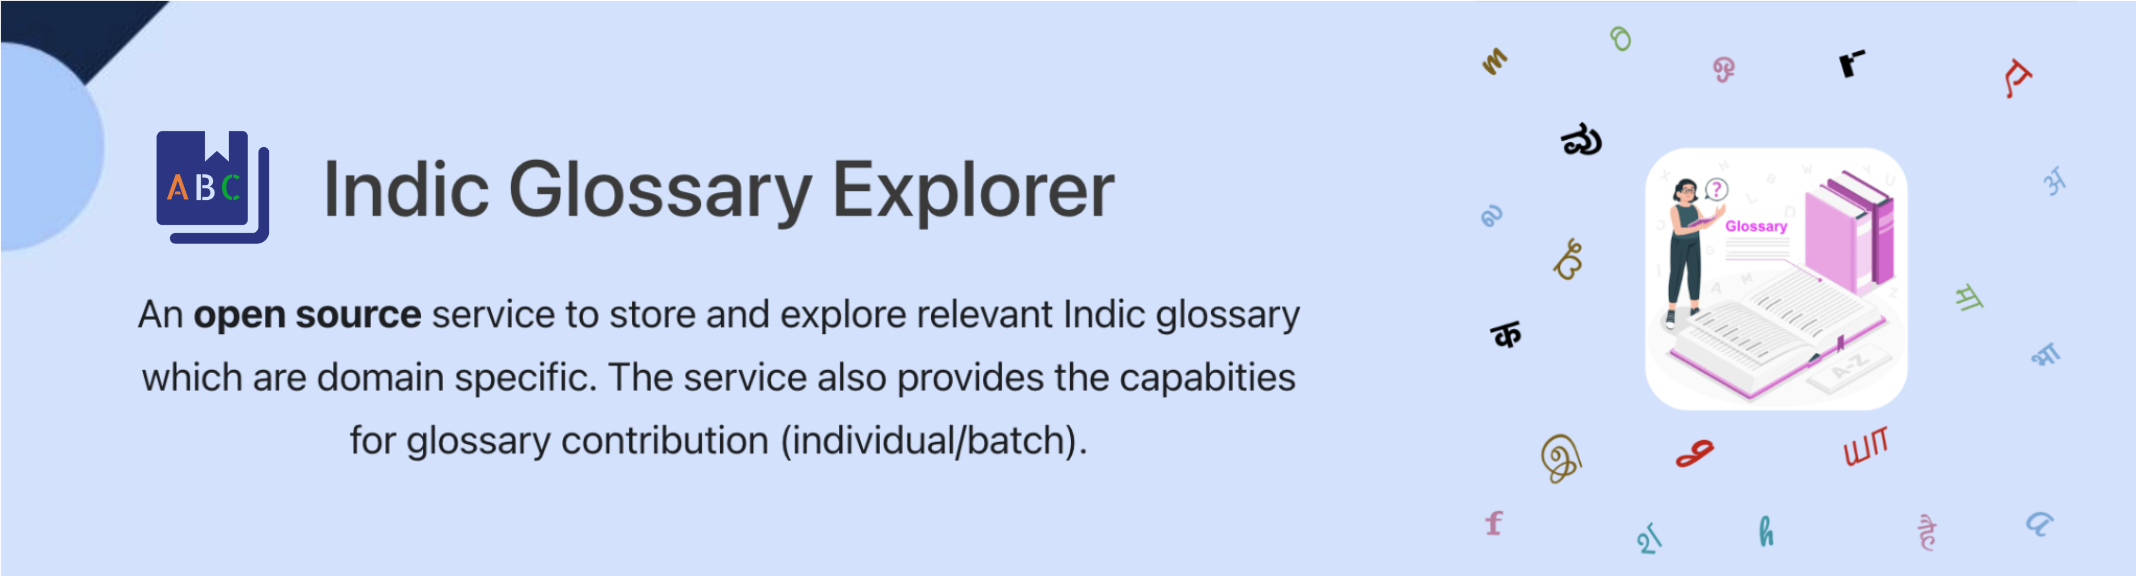 ABC
Indic Glossary Explorer
An open source service to store and explore relevant Indic glossary
which are domain specific. The service also provides the capabities
for glossary contribution (individual/batch).
?
Glossary
A-Z
अ
क
मा
भा
இ
யா
f
h
है
a